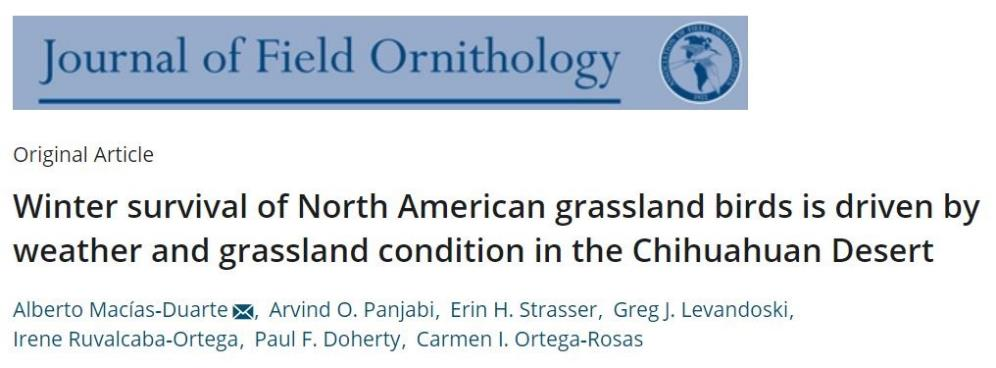 Journal of Field Ornithology
Original Article
Winter survival of North American grassland birds is driven by
weather and grassland condition in the Chihuahuan Desert
Alberto Macías-Duarte, Arvind O. Panjabi, Erin H. Strasser, Greg J. Levandoski,
Irene Ruvalcaba-Ortega, Paul F. Doherty, Carmen I. Ortega-Rosas